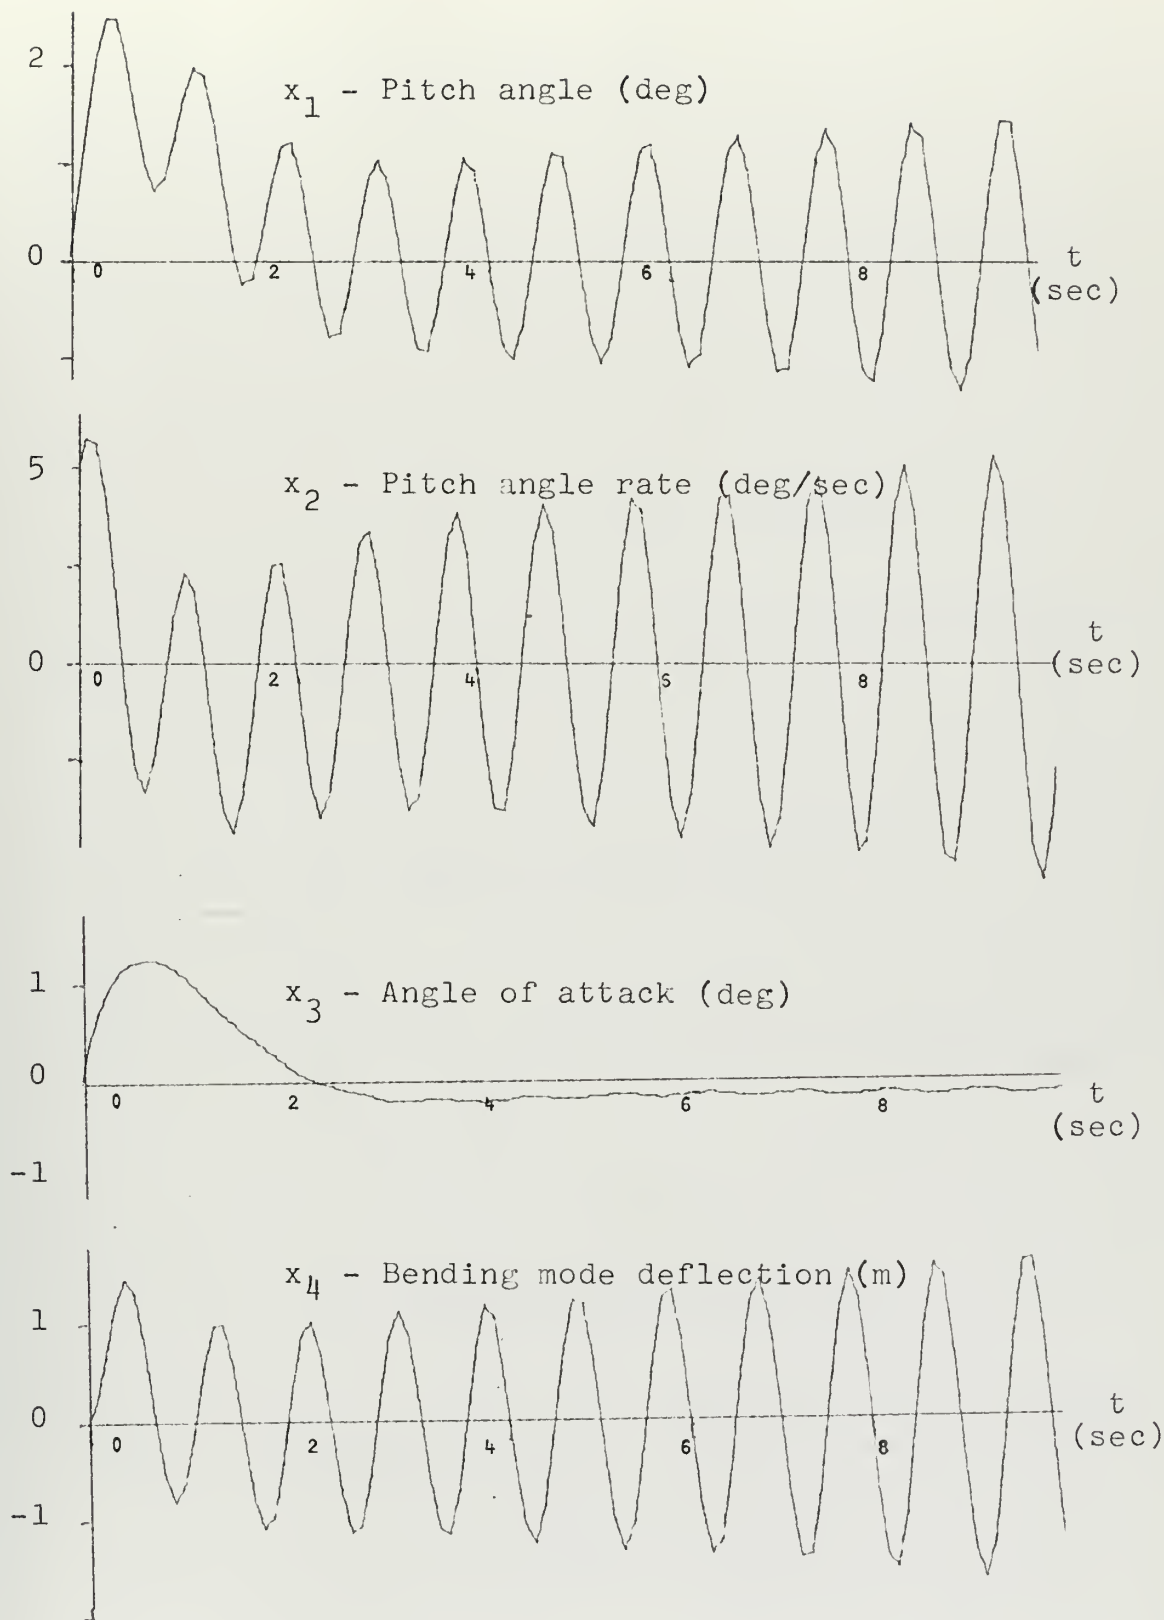 2
x1 - Pitch angle (deg)
0
0 2 4 6 8
t
(sec)
5
x2 - Pitch angle rate (deg/sec)
0
0 2 4 6 8
t
(sec)
1
x3 - Angle of attack (deg)
0
0 2 4 6 8
t
(sec)
-1
x4 - Bending mode deflection (m)
1
0
0 2 4 6 8
t
(sec)
-1